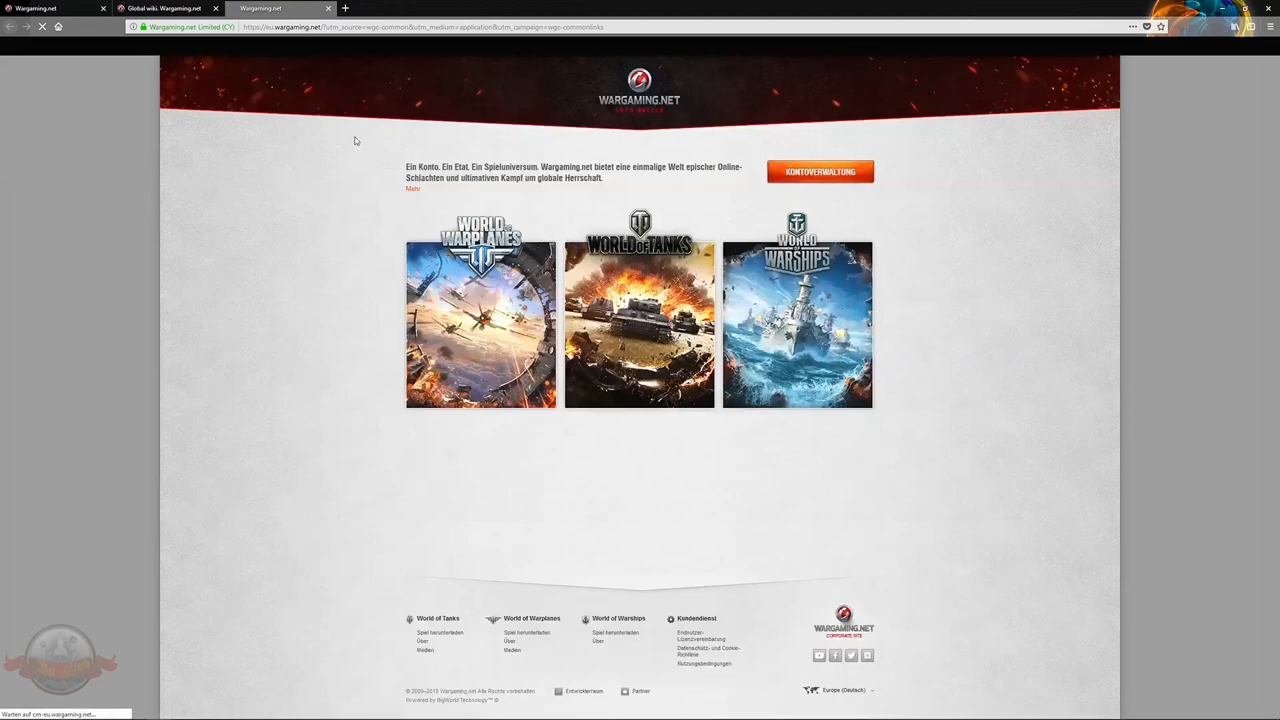 Wargaming.net
Global wiki. Wargaming.net
Wargaming.net
Wargaming.net Limited (CY)
https://eu.wargaming.net/?utm_source=wgc-common&utm_medium=application&utm_campaign=wgc-commonlinks
WARGAMING.NET
Ein Konto. Ein Etat. Ein Spieluniversum. Wargaming.net bietet eine einmalige Welt epischer Online-
Schlachten und ultimativen Kampf um globale Herrschaft.
Mehr
KONTOVERWALTUNG
WORLD OF
WARPLANES
WORLD OF TANKS
WORLD
OF
WARSHIPS
World of Tanks
Spiel herunterladen
Über
Medien
World of Warplanes
Spiel herunterladen
Über
Medien
World of Warships
Spiel herunterladen
Über
Kundendienst
Endnutzer-
Lizenzvereinbarung
Datenschutz- und Cookie-
Richtlinie
Nutzungsbedingungen
WARGAMING.NET
CORPORATE SITE
© 2009–2015 Wargaming.net Alle Rechte vorbehalten.
Powered by BigWorld Technology™ ©
Entwicklerraum
Partner
Europe (Deutsch)
Warten auf cm-eu.wargaming.net...